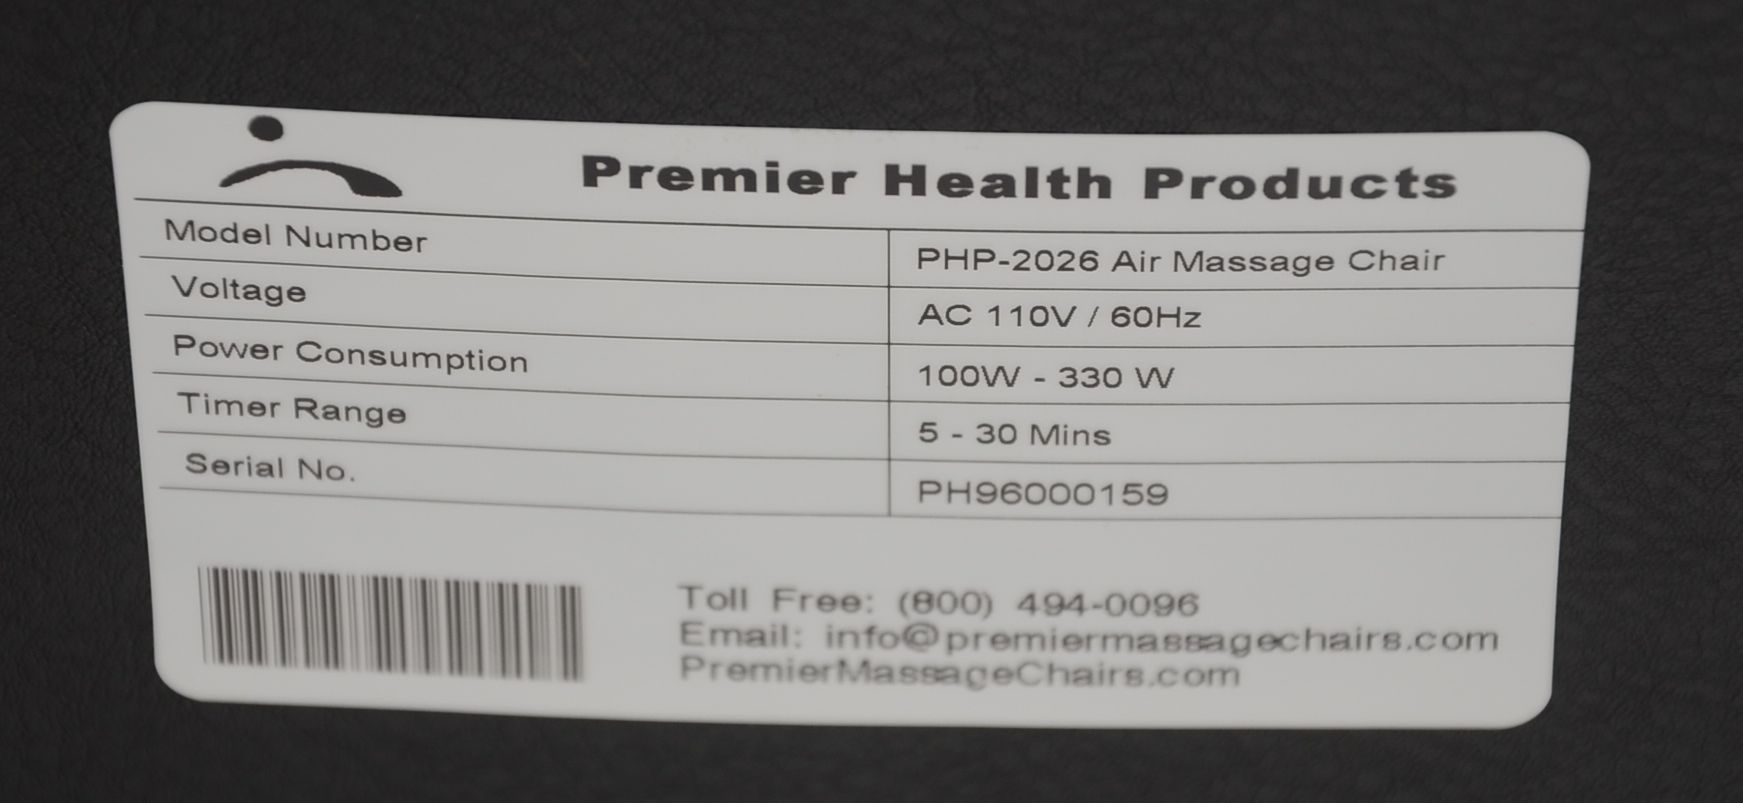 Premier Health Products
Model Number PHP-2026 Air Massage Chair
Voltage AC 110V / 60Hz
Power Consumption 100W - 330 W
Timer Range 5 - 30 Mins
Serial No. PH96000159
Toll Free: (800) 494-0096
Email: info@premiermassagechairs.com
PremierMassageChairs.com